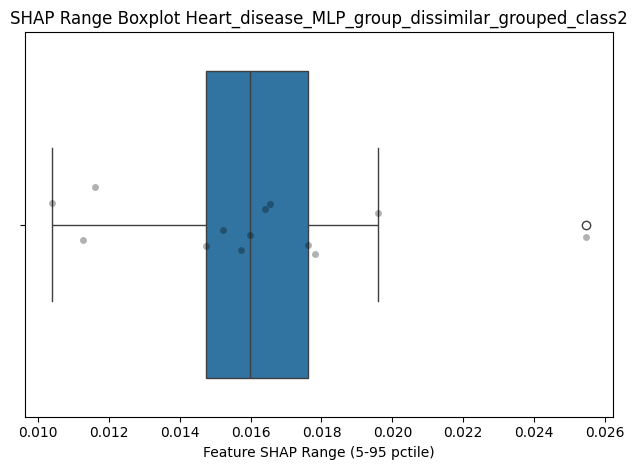 SHAP Range Boxplot Heart_disease_MLP_group_dissimilar_grouped_class2
0.010 0.012 0.014 0.016 0.018 0.020 0.022 0.024 0.026
Feature SHAP Range (5-95 pctile)